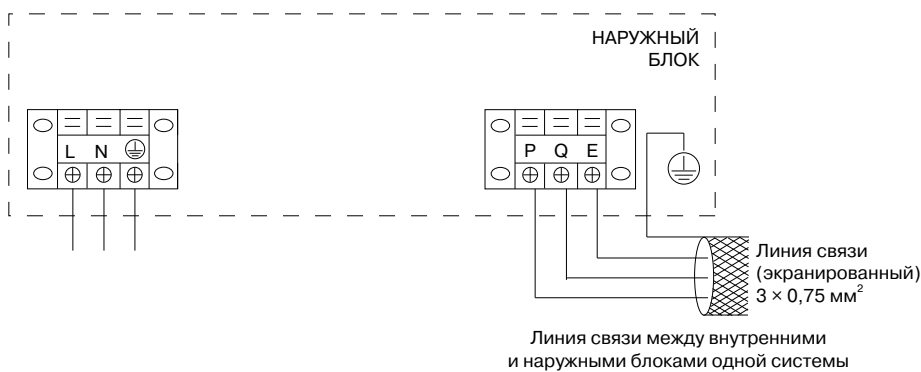 НАРУЖНЫЙ
БЛОК
L N
P Q E
Линия связи
(экранированный)
3 × 0,75 мм²
Линия связи между внутренними
и наружными блоками одной системы